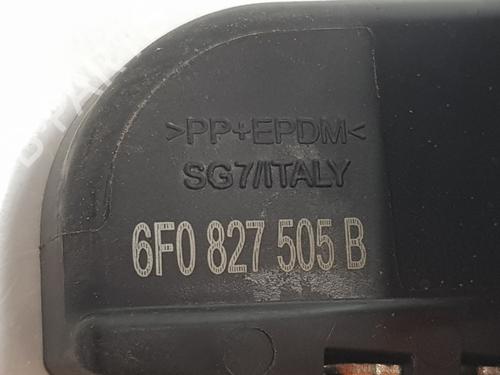 >PP+EPDM<
SG7/ITALY
6F0 827 505 B